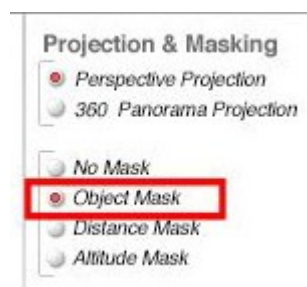 Projection & Masking
Perspective Projection
360 Panorama Projection
No Mask
Object Mask
Distance Mask
Altitude Mask